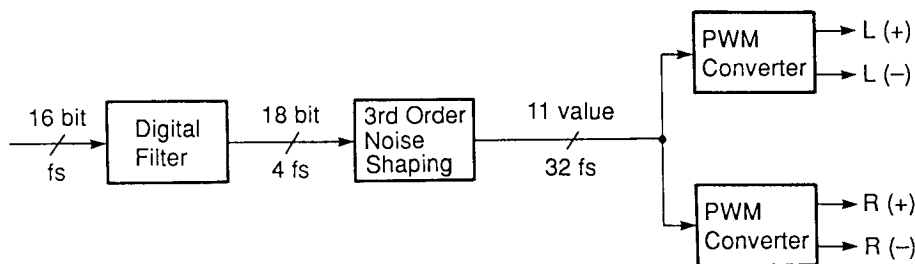 16 bit
fs
Digital
Filter
18 bit
4 fs
3rd Order
Noise
Shaping
11 value
32 fs
PWM
Converter
L (+)
L (–)
PWM
Converter
R (+)
R (–)